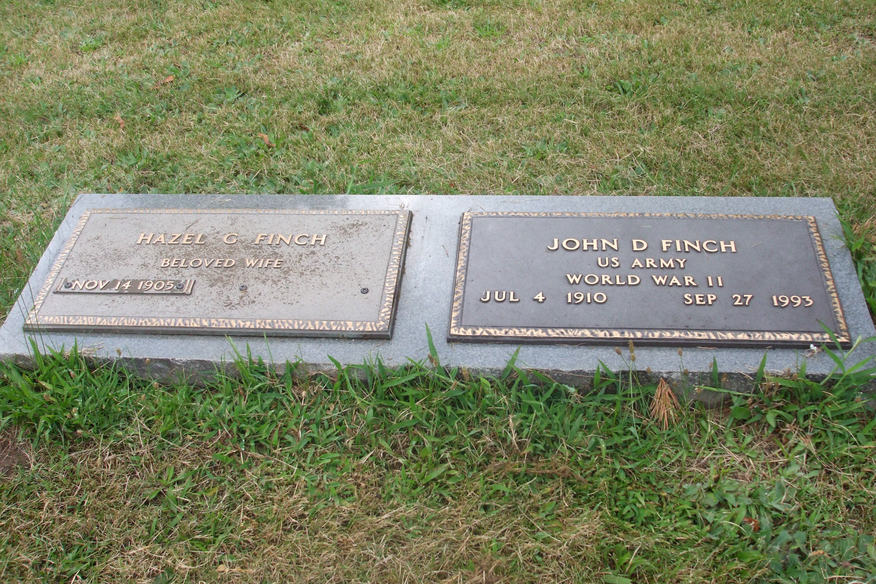 HAZEL G FINCH
BELOVED WIFE
NOV 14 1905
JOHN D FINCH
US ARMY
WORLD WAR II
JUL 4 1910 SEP 27 1993